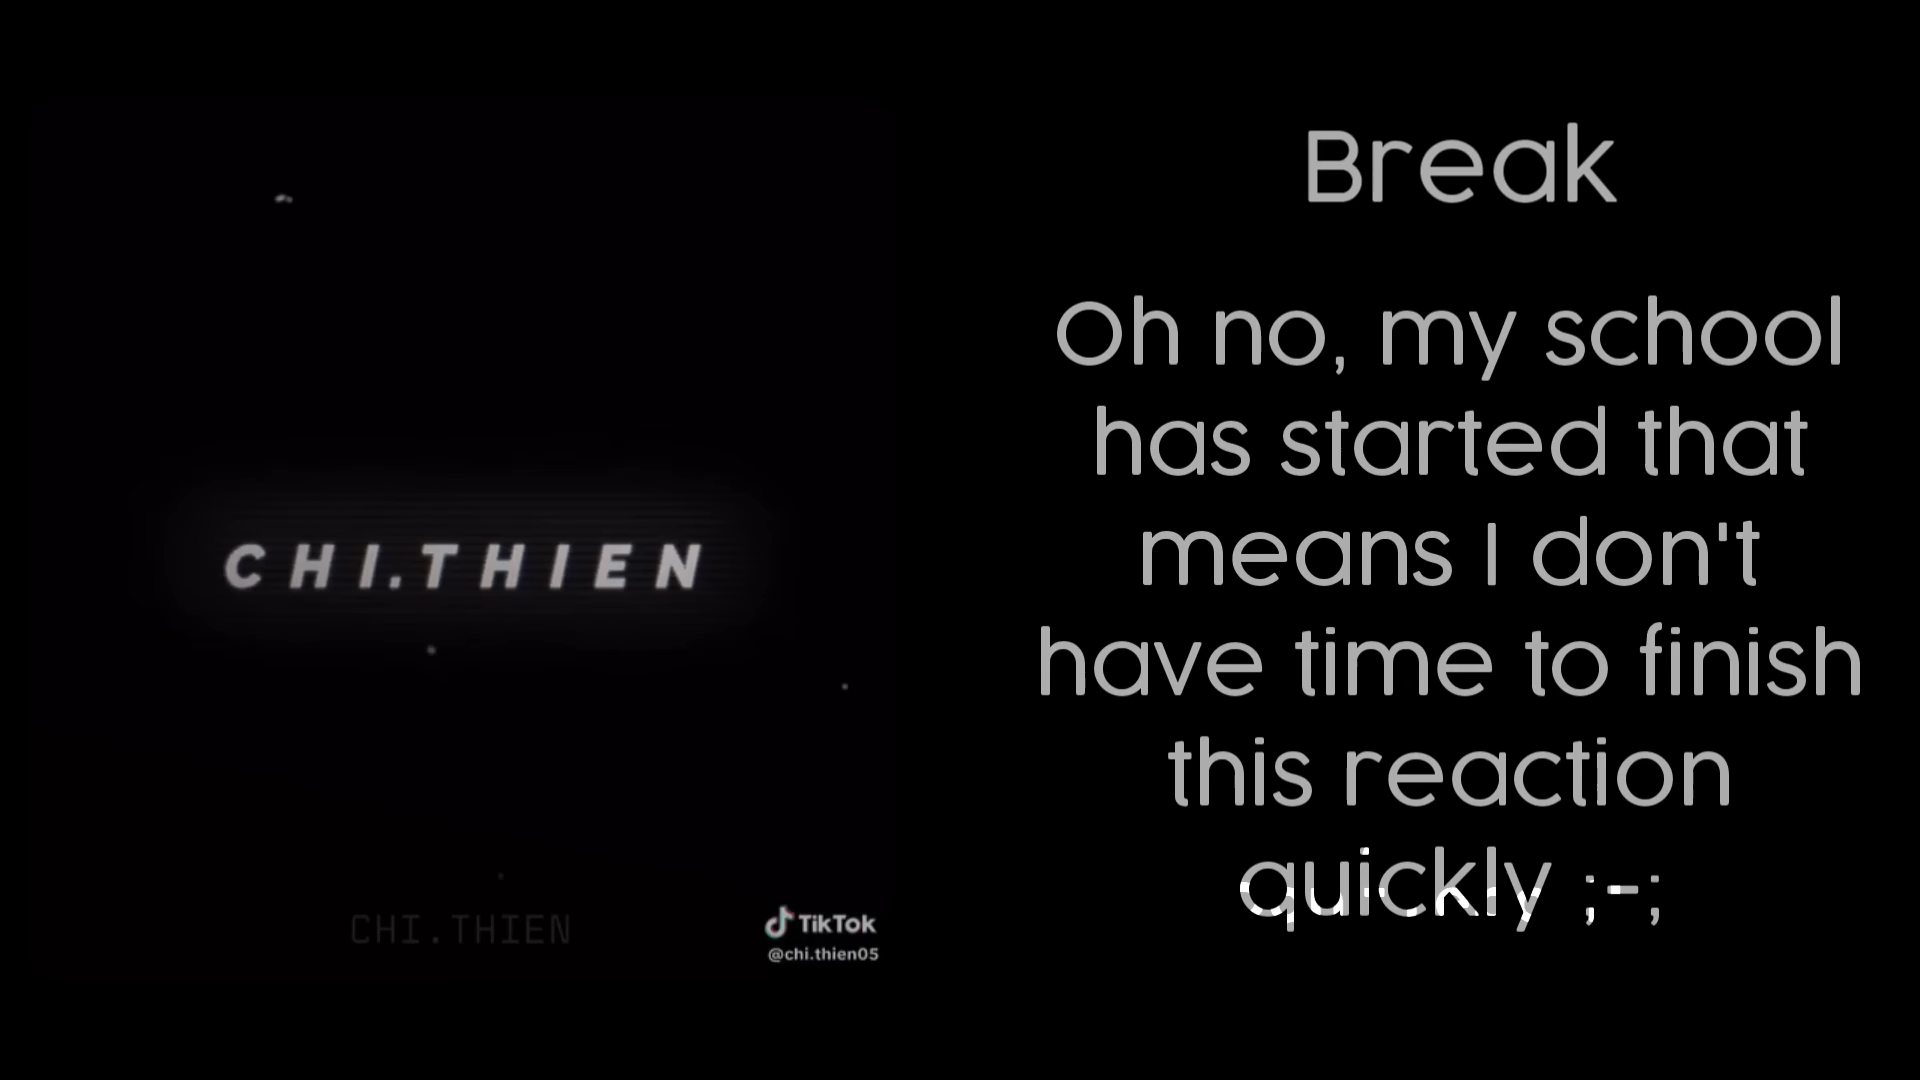 CHI.THIEN
CHI.THIEN
TikTok
@chi.thien05
Break
Oh no, my school
has started that
means I don't
have time to finish
this reaction
quickly ;-;